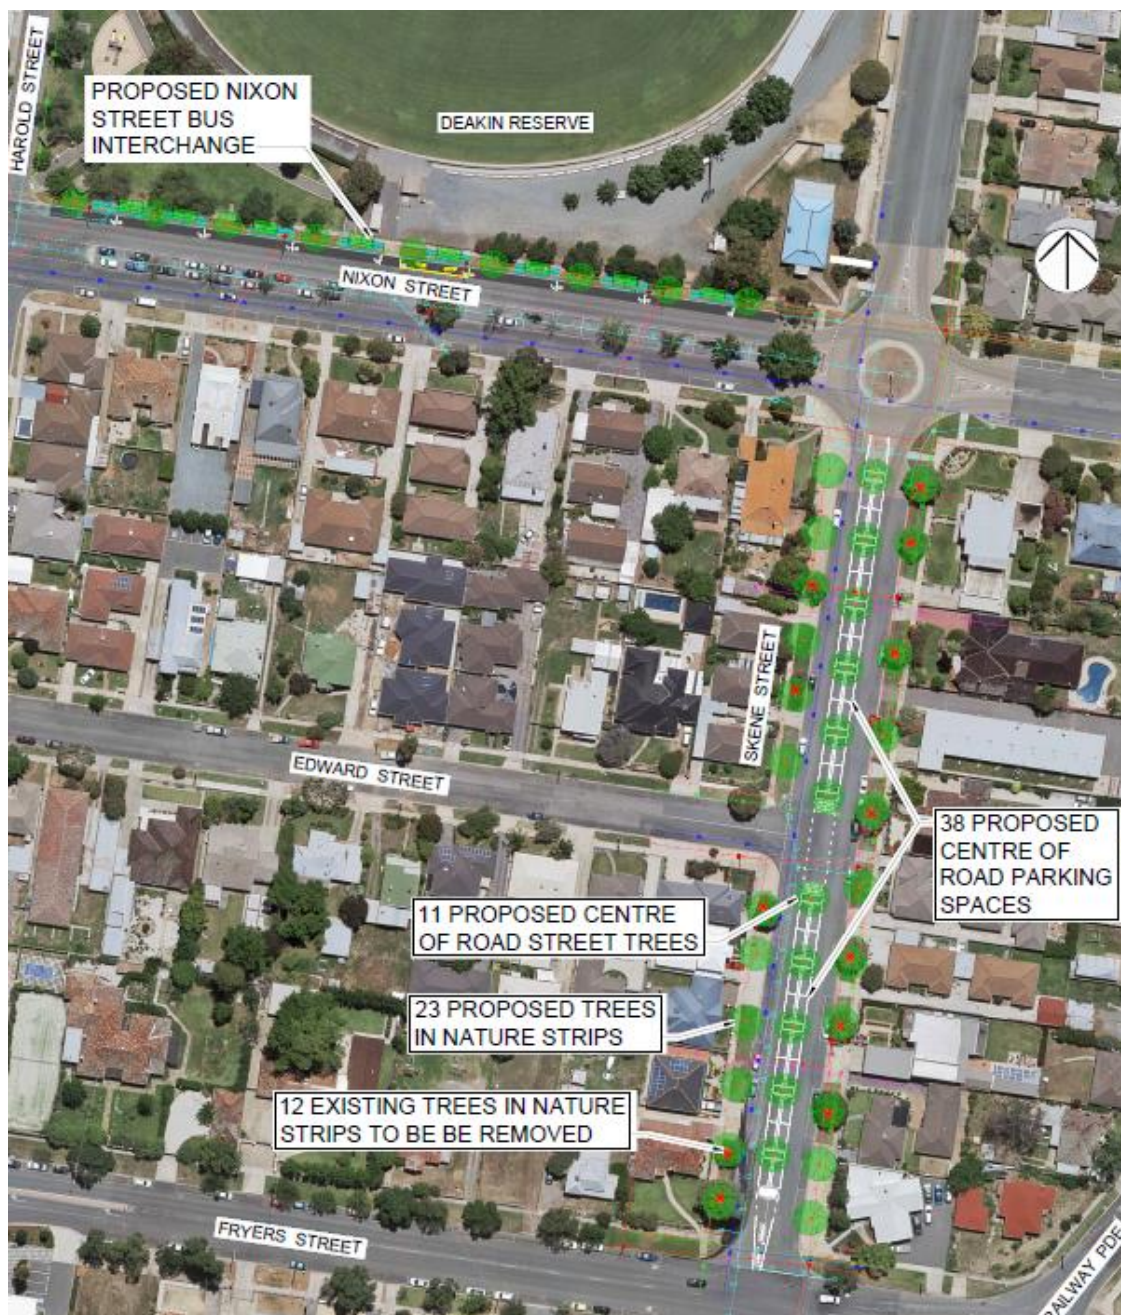 HAROLD STREET
PROPOSED NIXON
STREET BUS
INTERCHANGE
DEAKIN RESERVE
NIXON STREET
SKENE STREET
EDWARD STREET
38 PROPOSED
CENTRE OF
ROAD PARKING
SPACES
11 PROPOSED CENTRE
OF ROAD STREET TREES
23 PROPOSED TREES
IN NATURE STRIPS
12 EXISTING TREES IN NATURE
STRIPS TO BE BE REMOVED
FRYERS STREET
RAILWAY PDE